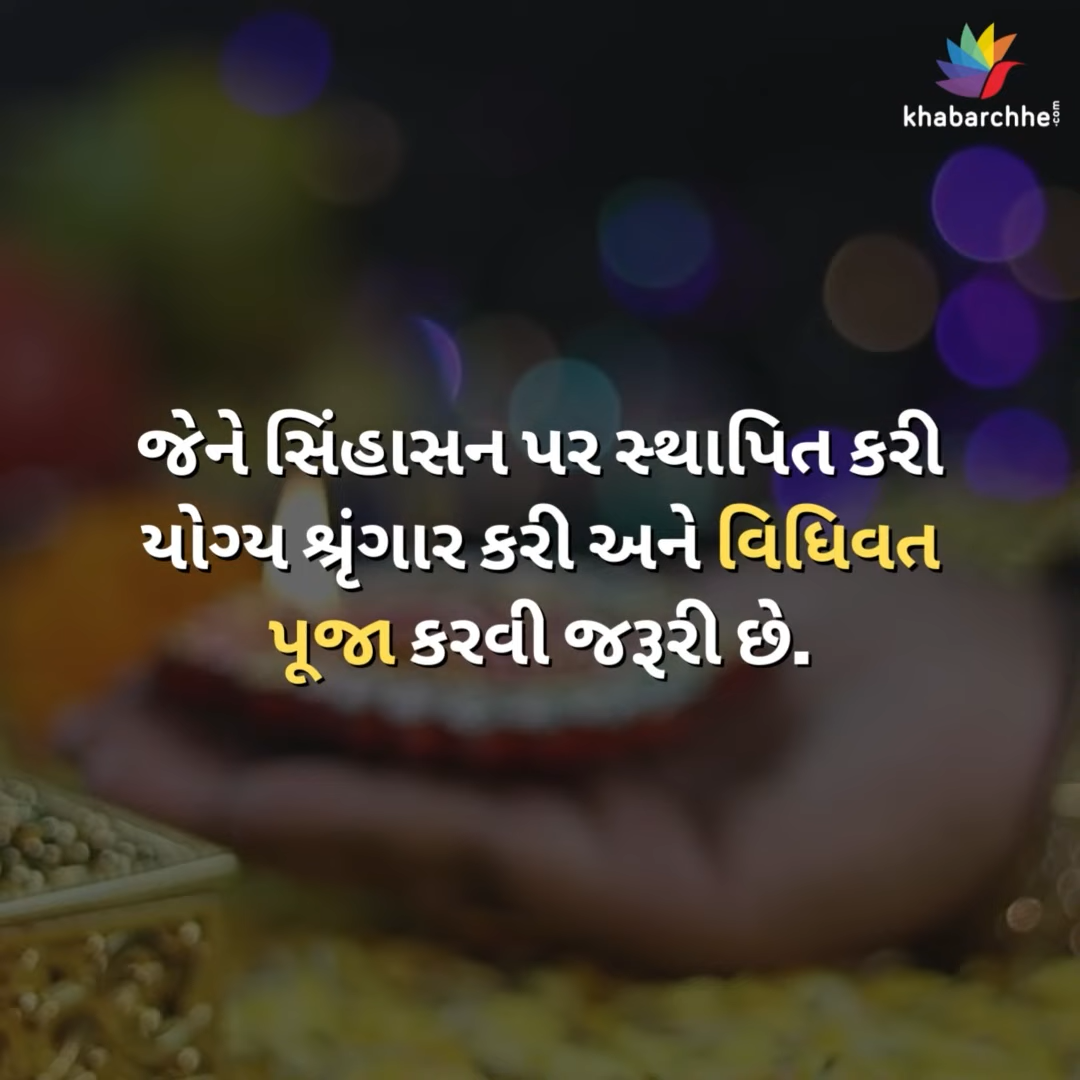 khabarchhe.com
જેને સિંહાસન પર સ્થાપિત કરી
યોગ્ય શ્રૃંગાર કરી અને વિધિવત
પૂજા કરવી જરૂરી છે.